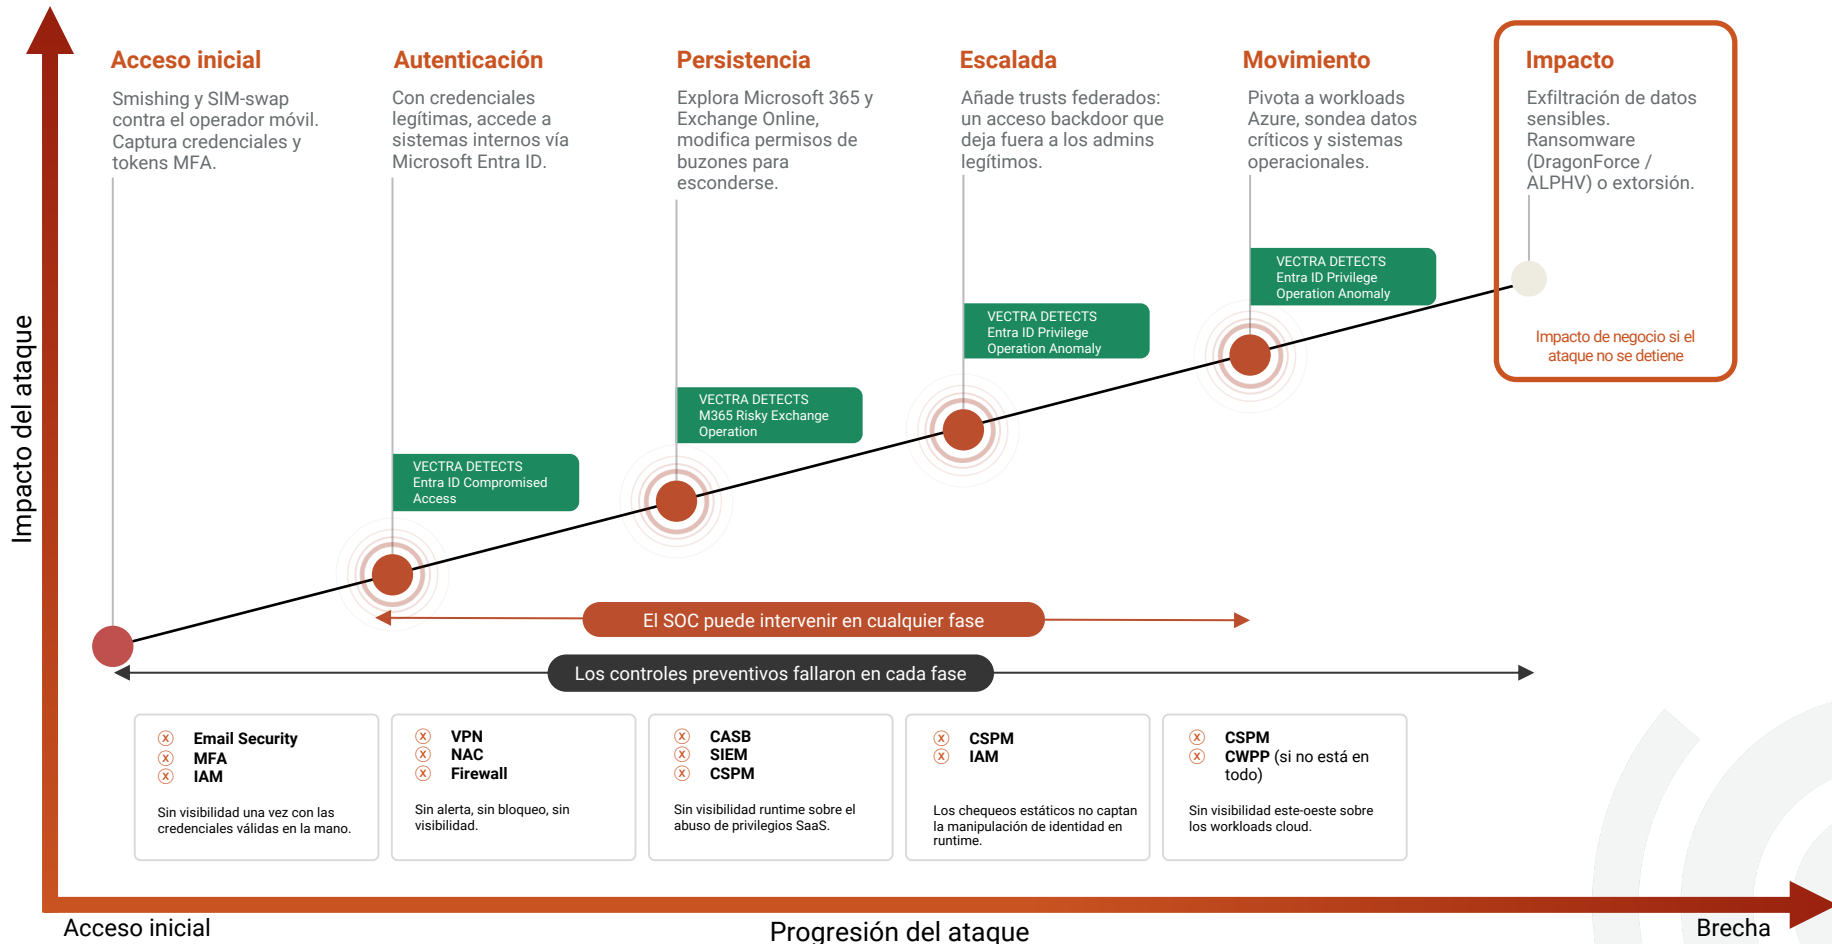 Acceso inicial
Smishing y SIM-swap
contra el operador móvil.
Captura credenciales y
tokens MFA.
Autenticación
Con credenciales
legítimas, accede a
sistemas internos vía
Microsoft Entra ID.
Persistencia
Explora Microsoft 365 y
Exchange Online,
modifica permisos de
buzones para
esconderse.
Escalada
Añade trusts federados:
un acceso backdoor que
deja fuera a los admins
legítimos.
Movimiento
Pivota a workloads
Azure, sondea datos
críticos y sistemas
operacionales.
Impacto
Exfiltración de datos
sensibles.
Ransomware
(DragonForce /
ALPHV) o extorsión.
Impacto de negocio si el
ataque no se detiene
VECTRA DETECTS
Entra ID Compromised
Access
VECTRA DETECTS
M365 Risky Exchange
Operation
VECTRA DETECTS
Entra ID Privilege
Operation Anomaly
VECTRA DETECTS
Entra ID Privilege
Operation Anomaly
Impacto del ataque
El SOC puede intervenir en cualquier fase
Los controles preventivos fallaron en cada fase
x Email Security
x MFA
x IAM
Sin visibilidad una vez con las
credenciales válidas en la mano.
x VPN
x NAC
x Firewall
Sin alerta, sin bloqueo, sin
visibilidad.
x CASB
x SIEM
x CSPM
Sin visibilidad runtime sobre el
abuso de privilegios SaaS.
x CSPM
x IAM
Los chequeos estáticos no captan
la manipulación de identidad en
runtime.
x CSPM
x CWPP (si no está en
todo)
Sin visibilidad este-oeste sobre
los workloads cloud.
Acceso inicial
Progresión del ataque
Brecha